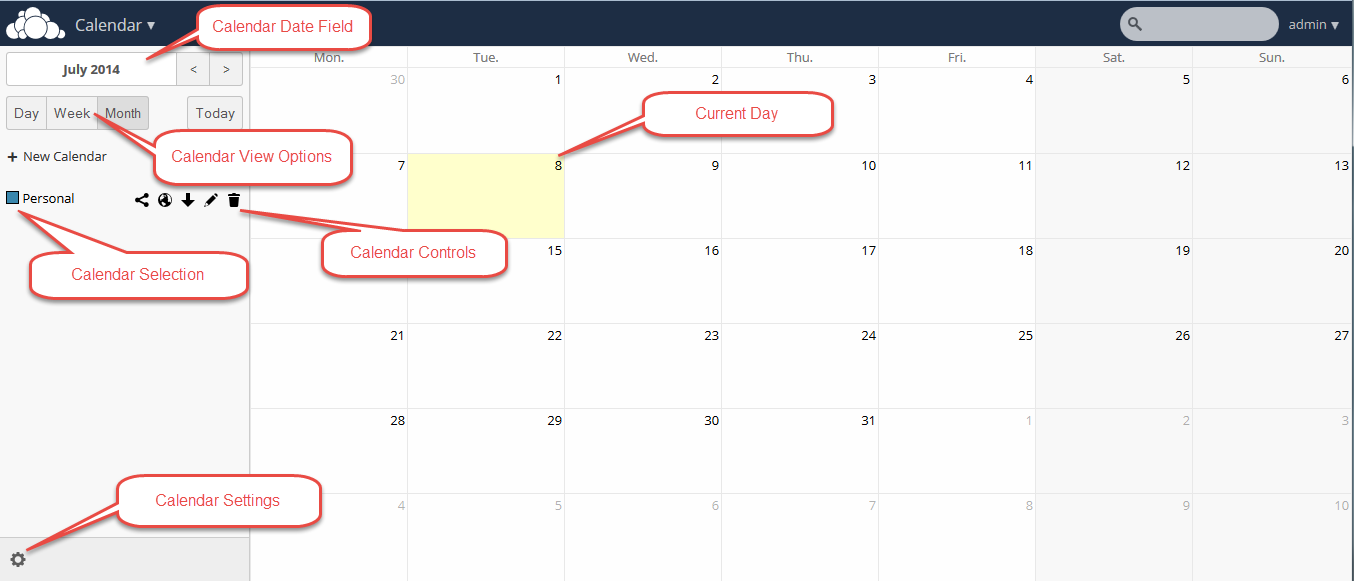 Calendar ▾
Calendar Date Field
admin ▾
July 2014 < >
Mon. Tue. Wed. Thu. Fri. Sat. Sun.
30 1 2 3 4 5 6
Day Week Month Today
Current Day
Calendar View Options
+ New Calendar
7 8 9 10 11 12 13
Personal
Calendar Controls
Calendar Selection
15 16 17 18 19 20
21 22 23 24 25 26 27
28 29 30 31 1 2 3
Calendar Settings
4 5 6 7 8 9 10